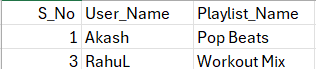 S_No User_Name Playlist_Name
1 Akash Pop Beats
3 RahuL Workout Mix